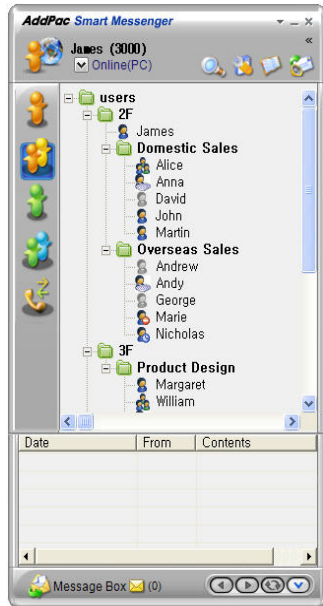 AddPac Smart Messenger
James (3000)
Online(PC)
users
2F
James
Domestic Sales
Alice
Anna
David
John
Martin
Overseas Sales
Andrew
Andy
George
Marie
Nicholas
3F
Product Design
Margaret
William
Date From Contents
Message Box (0)